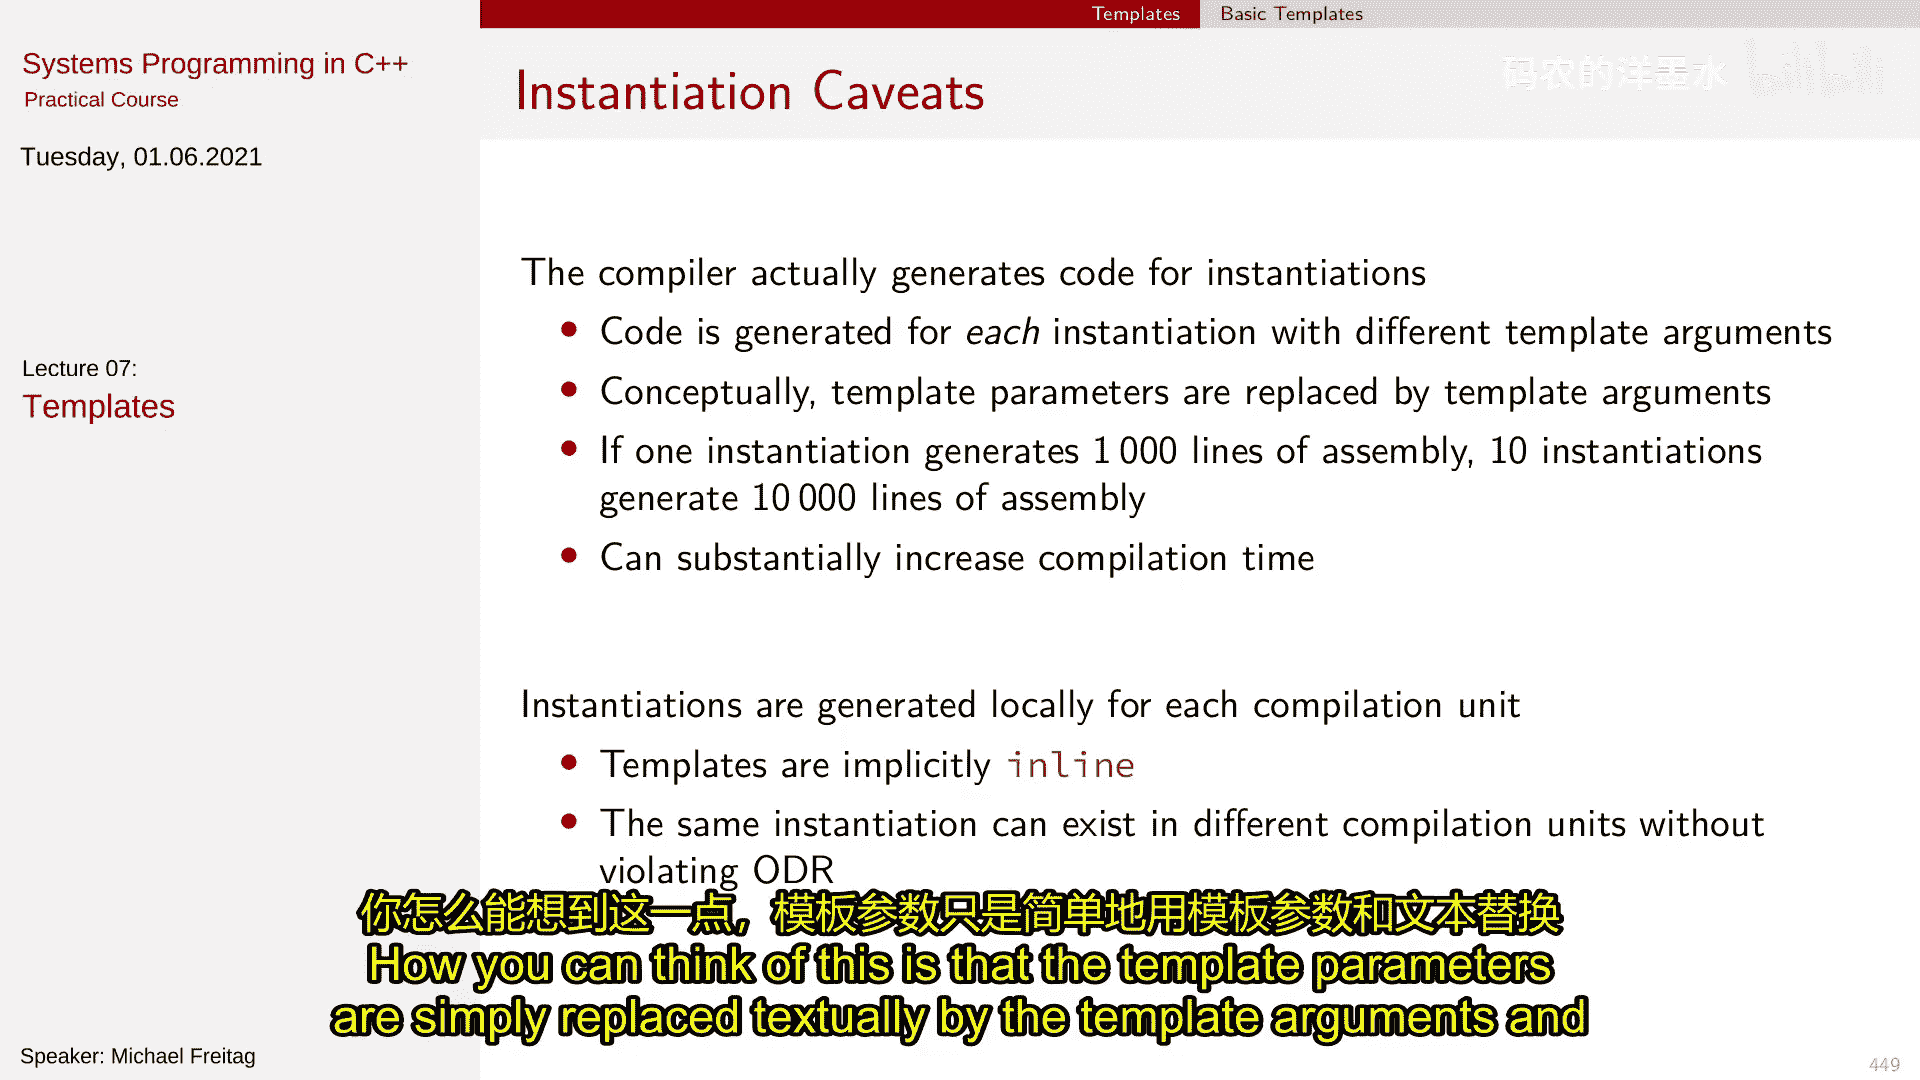 Templates
Basic Templates
Systems Programming in C++
Practical Course
Tuesday, 01.06.2021
Lecture 07:
Templates
Speaker: Michael Freitag
Instantiation Caveats
码农的洋墨水
bilibili
The compiler actually generates code for instantiations
• Code is generated for each instantiation with different template arguments
• Conceptually, template parameters are replaced by template arguments
• If one instantiation generates 1 000 lines of assembly, 10 instantiations
generate 10 000 lines of assembly
• Can substantially increase compilation time
Instantiations are generated locally for each compilation unit
• Templates are implicitly inline
• The same instantiation can exist in different compilation units without
violating ODR
你怎么能想到这一点，模板参数只是简单地用模板参数和文本替换
How you can think of this is that the template parameters
are simply replaced textually by the template arguments and
449